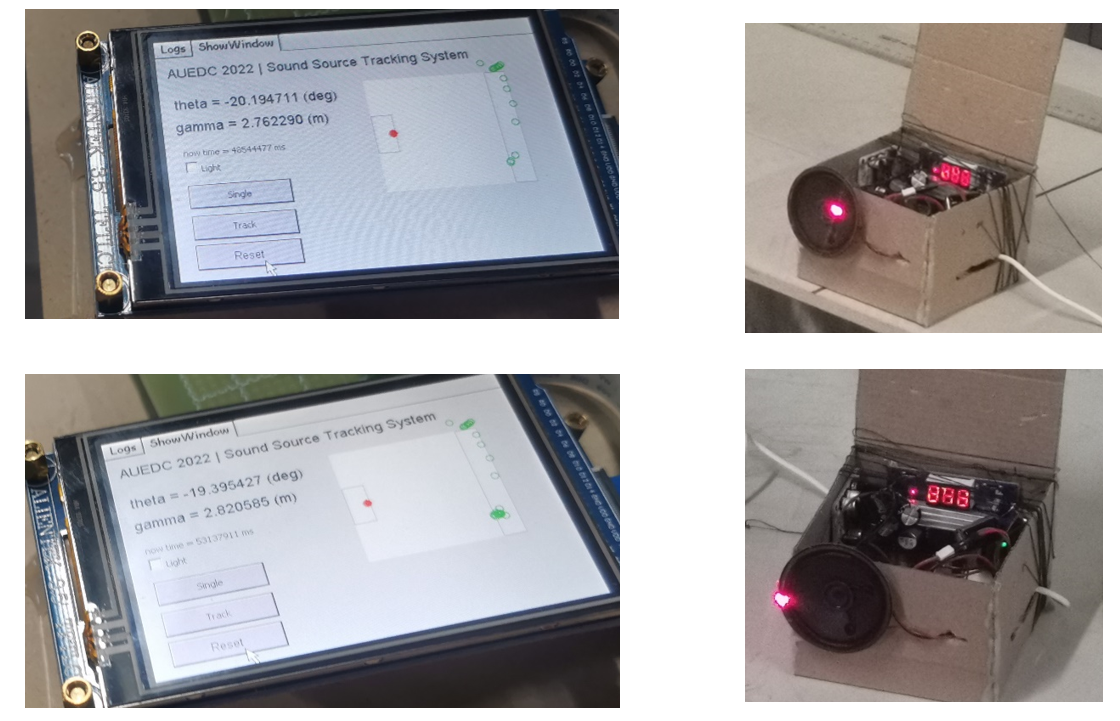 Logs ShowWindow
AUEDC 2022 | Sound Source Tracking System
theta = -20.194711 (deg)
gamma = 2.762290 (m)
now time = 48544477 ms
Light
Single
Track
Reset
Logs ShowWindow
AUEDC 2022 | Sound Source Tracking System
theta = -19.395427 (deg)
gamma = 2.820585 (m)
now time = 53137911 ms
Light
Single
Track
Reset